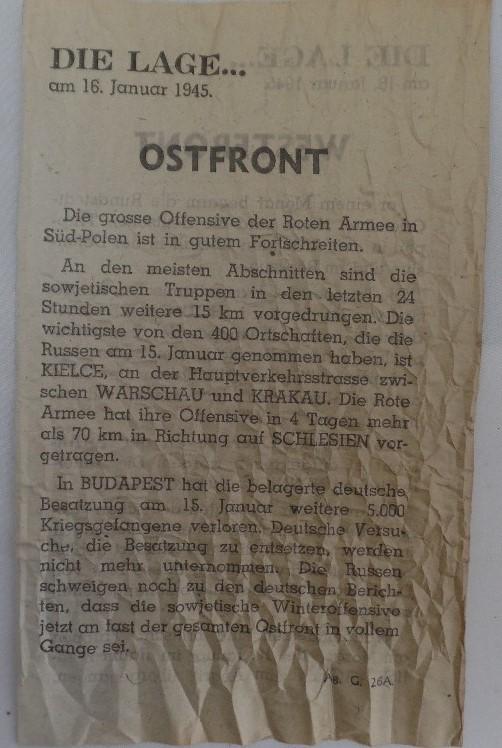 DIE LAGE...
am 16. Januar 1945.
OSTFRONT
Die grosse Offensive der Roten Armee in
Süd-Polen ist in gutem Fortschreiten.
An den meisten Abschnitten sind die
sowjetischen Truppen in den letzten 24
Stunden weitere 15 km vorgedrungen. Die
wichtigste von den 400 Ortschaften, die die
Russen am 15. Januar genommen haben, ist
KIELCE, an der Hauptverkehrsstrasse zwi-
schen WARSCHAU und KRAKAU. Die Rote
Armee hat ihre Offensive in 4 Tagen mehr
als 70 km in Richtung auf SCHLESIEN vor-
getragen.
In BUDAPEST hat die belagerte deutsche
Besatzung am 15. Januar weitere 5.000
Kriegsgefangene verloren. Deutsche Versu-
che, die Besatzung zu entsetzen, werden
nicht mehr unternommen. Die Russen
schweigen noch zu den deutschen Berich-
ten, dass die sowjetische Winteroffensive
jetzt an fast der gesamten Ostfront in vollem
Gange sei.
AB. G. 26A.